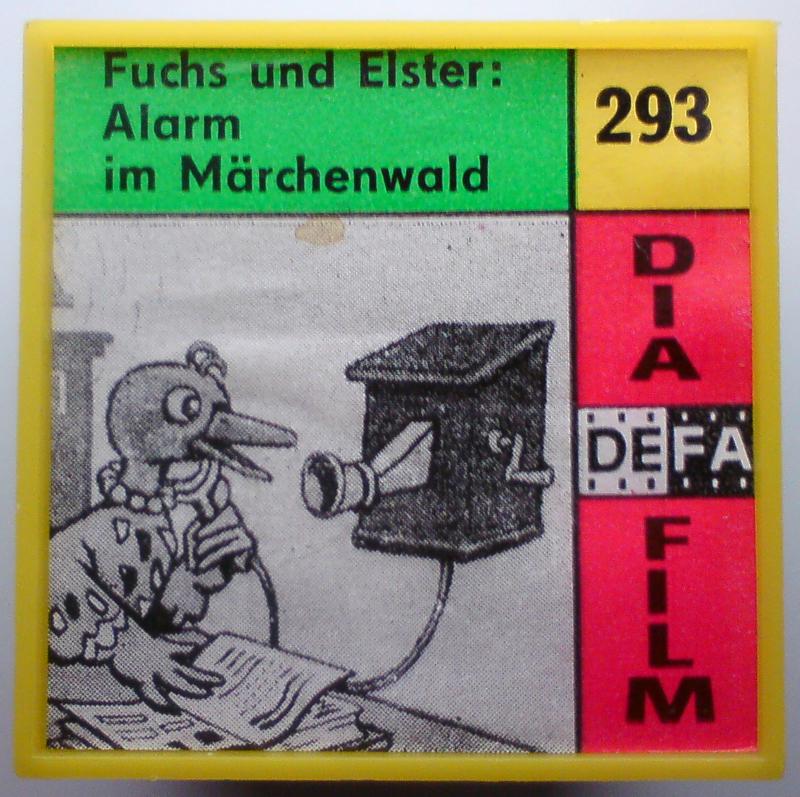 Fuchs und Elster:
Alarm
im Märchenwald
293
DIA
DEFA
FILM